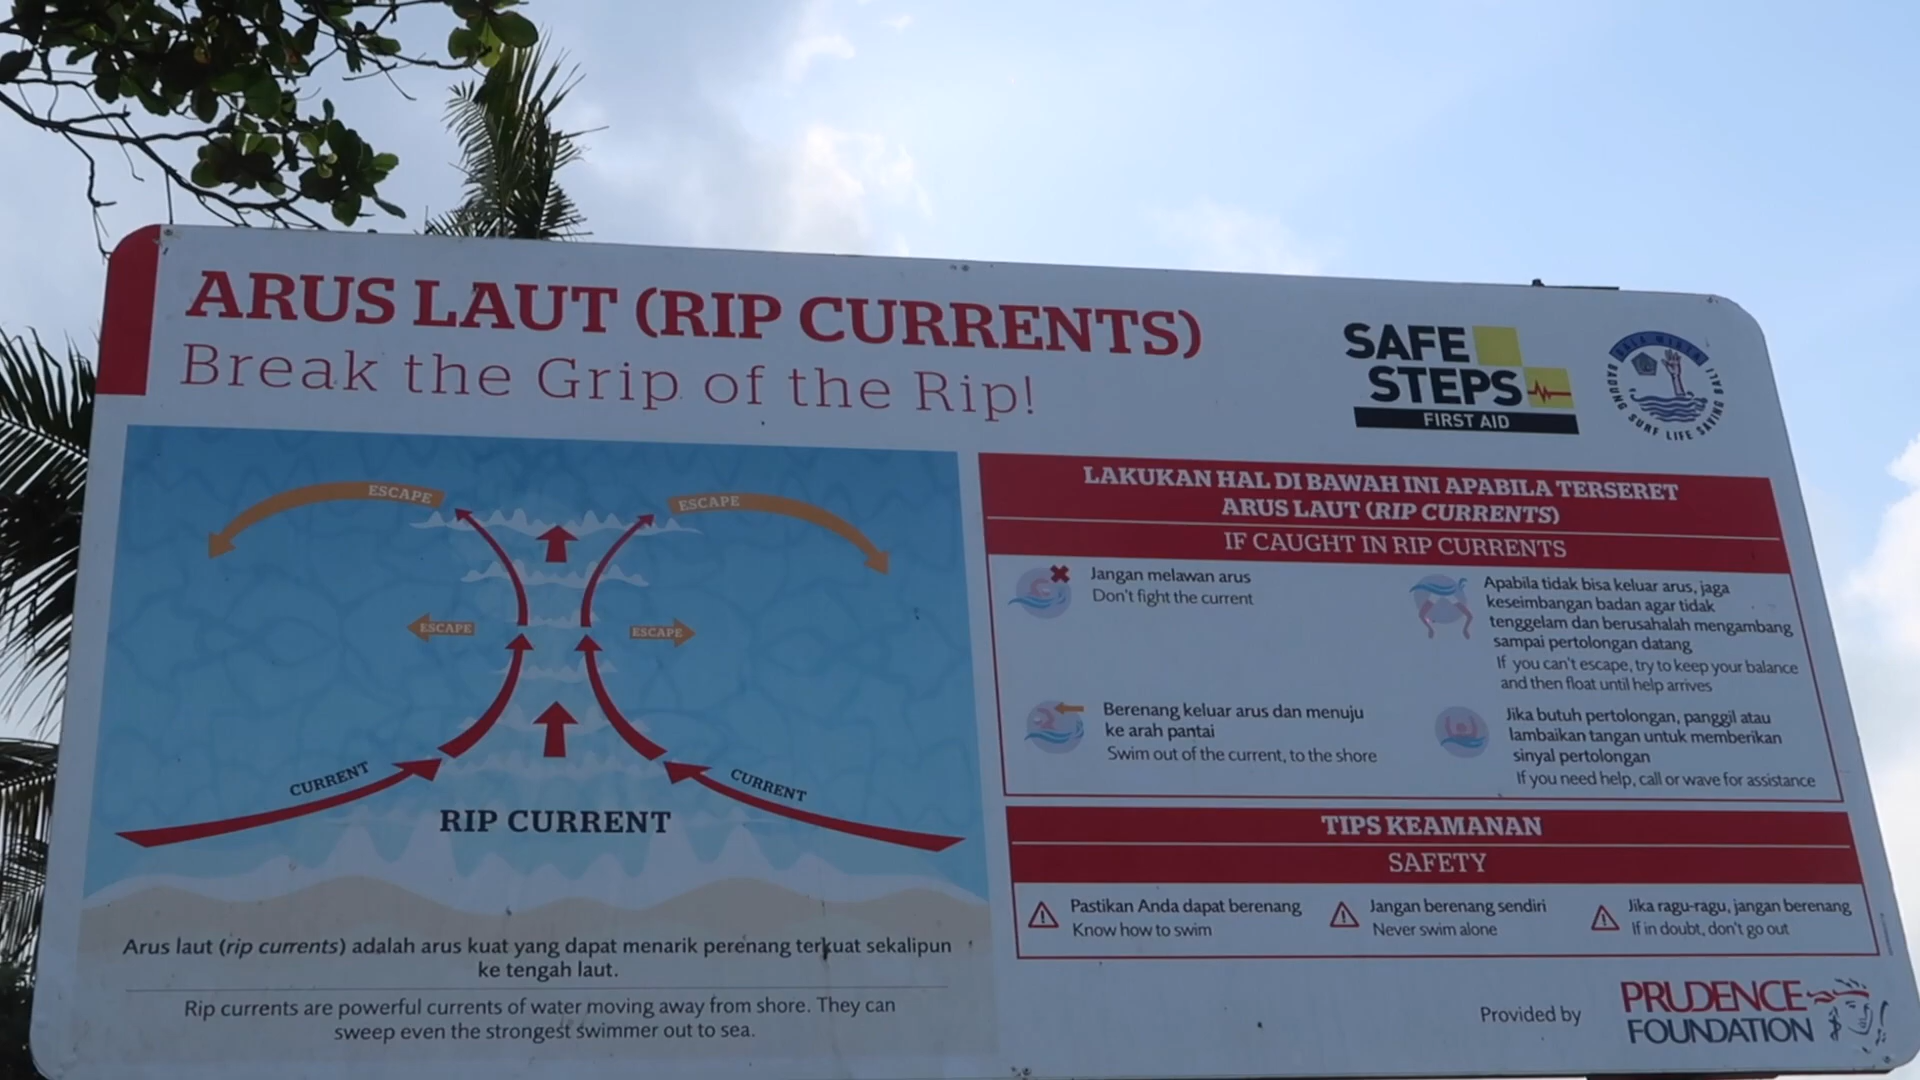 ARUS LAUT (RIP CURRENTS)
Break the Grip of the Rip!
SAFE
STEPS
FIRST AID
BALAWISTA
BADUNG SURF LIFE SAVING BALI
ESCAPE
ESCAPE
ESCAPE
ESCAPE
CURRENT
CURRENT
RIP CURRENT
Arus laut (rip currents) adalah arus kuat yang dapat menarik perenang terkuat sekalipun
ke tengah laut.
Rip currents are powerful currents of water moving away from shore. They can
sweep even the strongest swimmer out to sea.
LAKUKAN HAL DI BAWAH INI APABILA TERSERET
ARUS LAUT (RIP CURRENTS)
IF CAUGHT IN RIP CURRENTS
Jangan melawan arus
Don't fight the current
Berenang keluar arus dan menuju
ke arah pantai
Swim out of the current, to the shore
Apabila tidak bisa keluar arus, jaga
keseimbangan badan agar tidak
tenggelam dan berusahalah mengambang
sampai pertolongan datang
If you can't escape, try to keep your balance
and then float until help arrives
Jika butuh pertolongan, panggil atau
lambaikan tangan untuk memberikan
sinyal pertolongan
If you need help, call or wave for assistance
TIPS KEAMANAN
SAFETY
Pastikan Anda dapat berenang
Know how to swim
Jangan berenang sendiri
Never swim alone
Jika ragu-ragu, jangan berenang
If in doubt, don't go out
Provided by
PRUDENCE
FOUNDATION